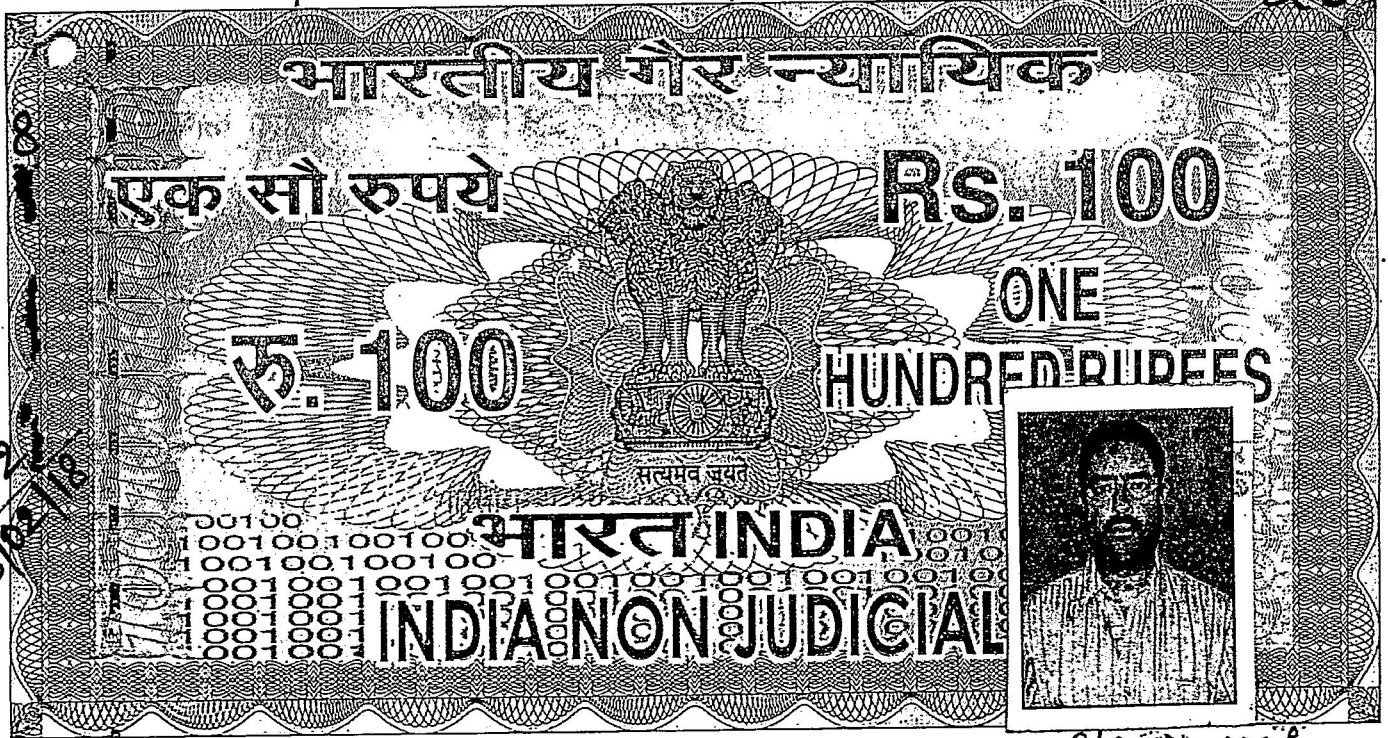 भारतीय गैर न्यायिक
एक सौ रुपये
Rs. 100
रु. 100
ONE
HUNDRED RUPEES
सत्यमेव जयते
भारत INDIA
INDIA NON JUDICIAL